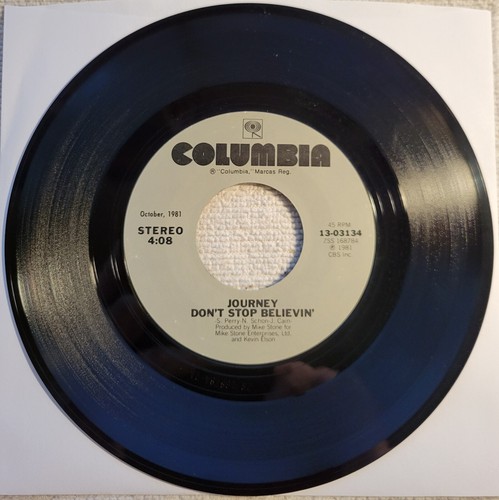 COLUMBIA
℗ "Columbia," Marcas Reg.
October, 1981
STEREO
4:08
45 RPM
13-03134
ZSS 168784
℗ 1981
CBS Inc.
JOURNEY
DON'T STOP BELIEVIN'
S. Perry-N. Schon-J. Cain
Produced by Mike Stone for
Mike Stone Enterprises, Ltd.
and Kevin Elson